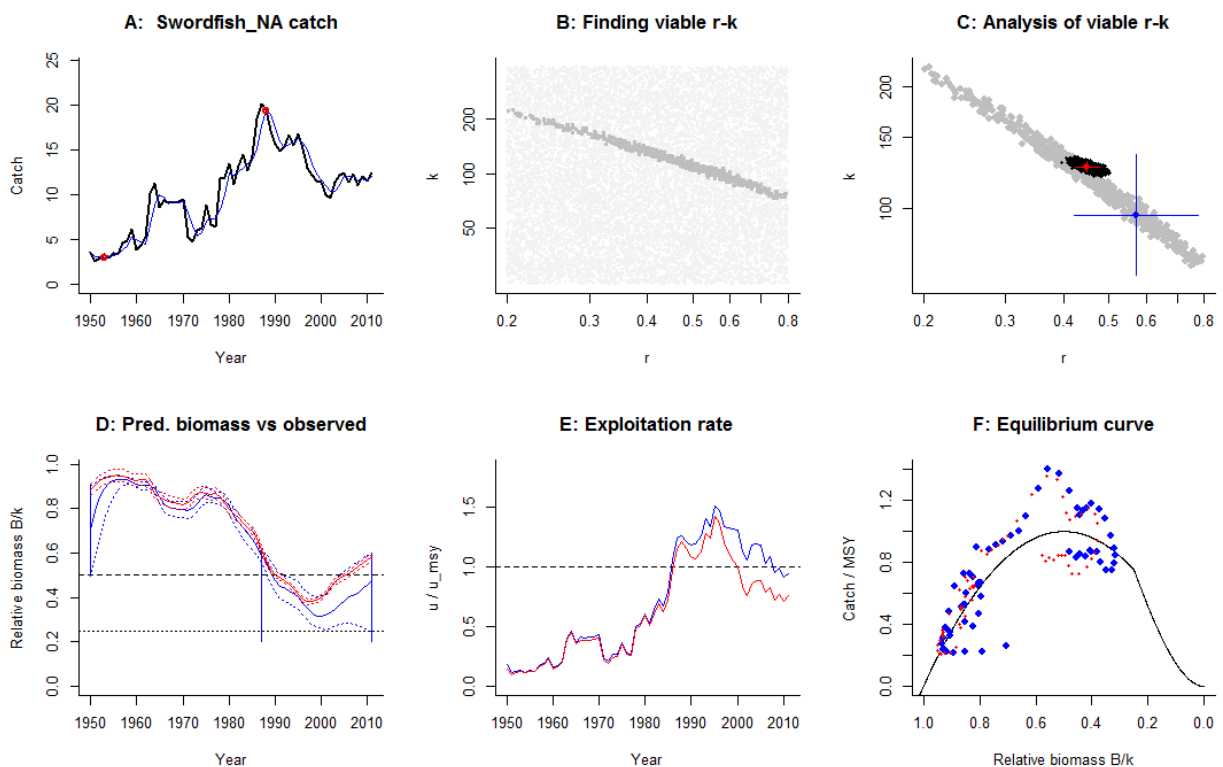 A: Swordfish_NA catch
Catch
25
20
15
10
5
0
1950 1960 1970 1980 1990 2000 2010
Year
B: Finding viable r-k
k
200
100
50
0.2 0.3 0.4 0.5 0.6 0.8
r
C: Analysis of viable r-k
k
200
150
100
0.2 0.3 0.4 0.5 0.6 0.8
r
D: Pred. biomass vs observed
Relative biomass B/k
1.0
0.8
0.6
0.4
0.2
0.0
1950 1960 1970 1980 1990 2000 2010
Year
E: Exploitation rate
u / u_msy
1.5
1.0
0.5
0.0
1950 1960 1970 1980 1990 2000 2010
Year
F: Equilibrium curve
Catch / MSY
1.2
0.8
0.4
0.0
1.0 0.8 0.6 0.4 0.2 0.0
Relative biomass B/k